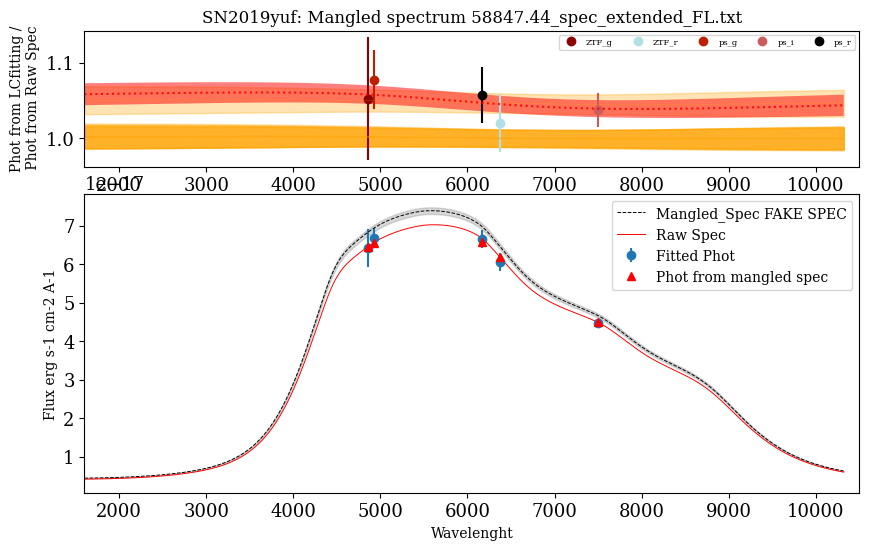 SN2019yuf: Mangled spectrum 58847.44_spec_extended_FL.txt
Phot from LCfitting /
Phot from Raw Spec
1.1
1.0
ZTF_g ZTF_r ps_g ps_i ps_r
2000 3000 4000 5000 6000 7000 8000 9000 10000
Flux erg s-1 cm-2 A-1
7
6
5
4
3
2
1
Mangled_Spec FAKE SPEC
Raw Spec
Fitted Phot
Phot from mangled spec
2000 3000 4000 5000 6000 7000 8000 9000 10000
Wavelenght